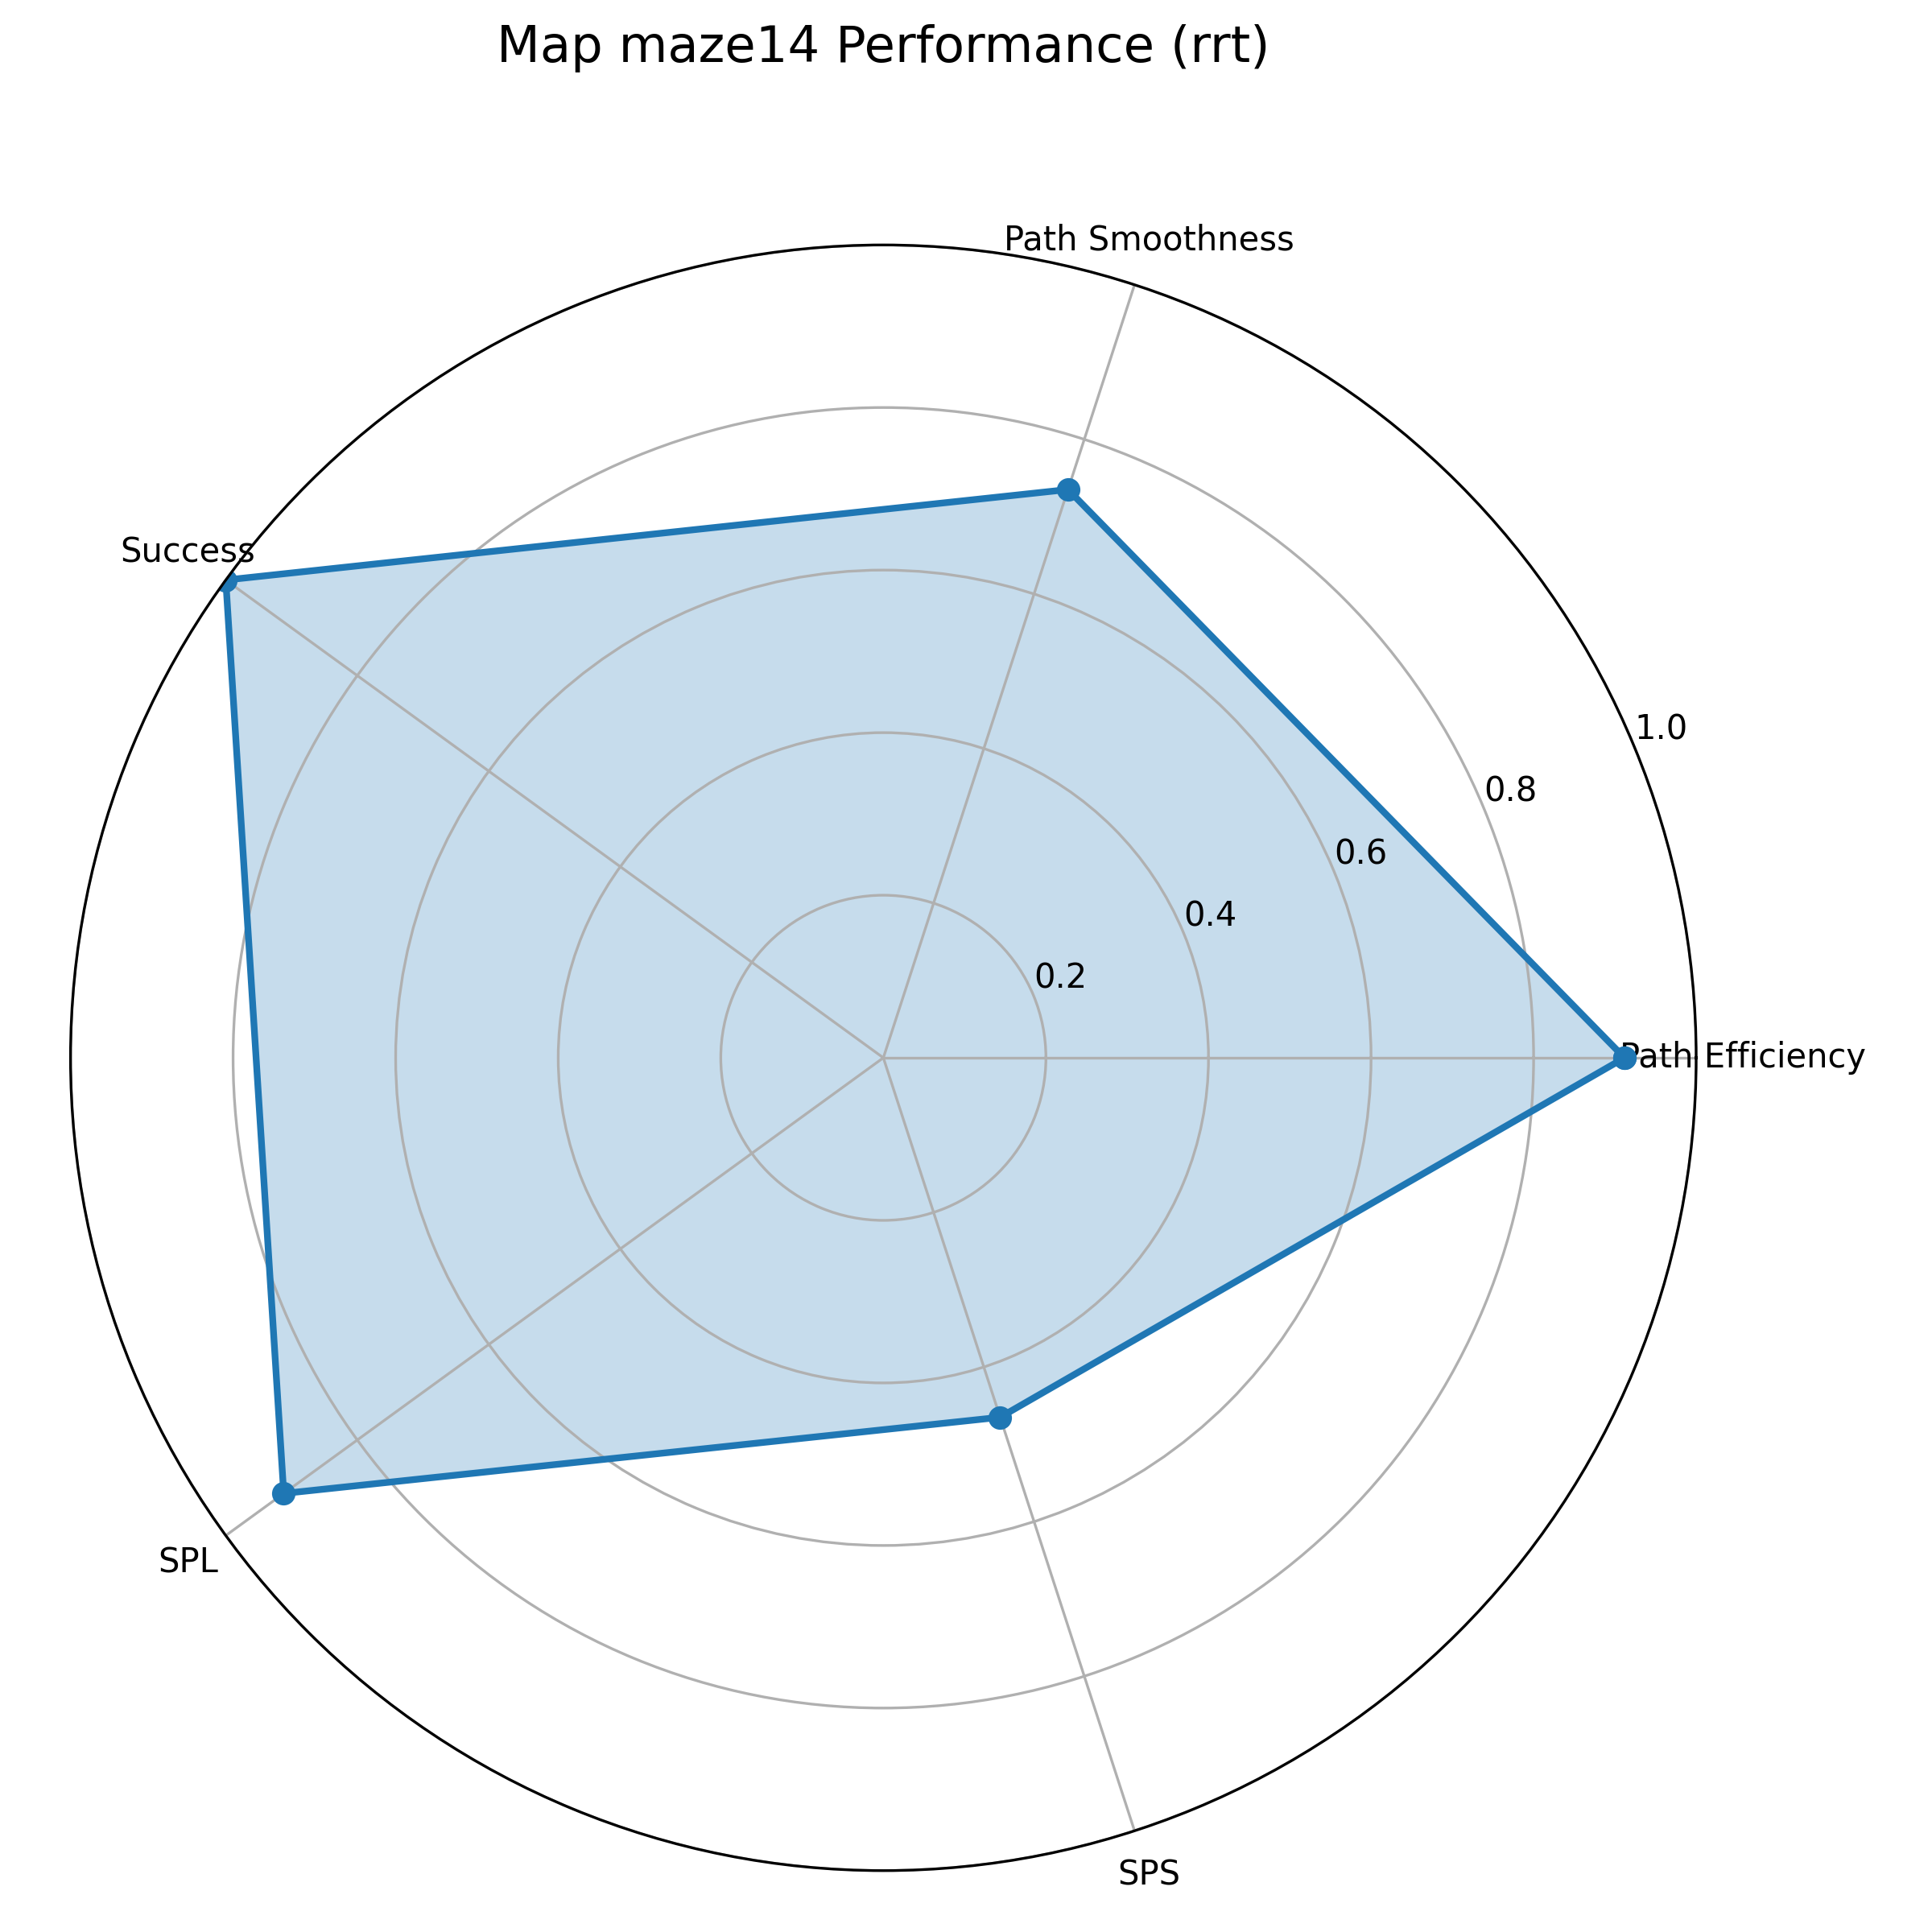 Map maze14 Performance (rrt)
Path Smoothness
Success
1.0
0.8
0.6
0.4
0.2
Path Efficiency
SPL
SPS